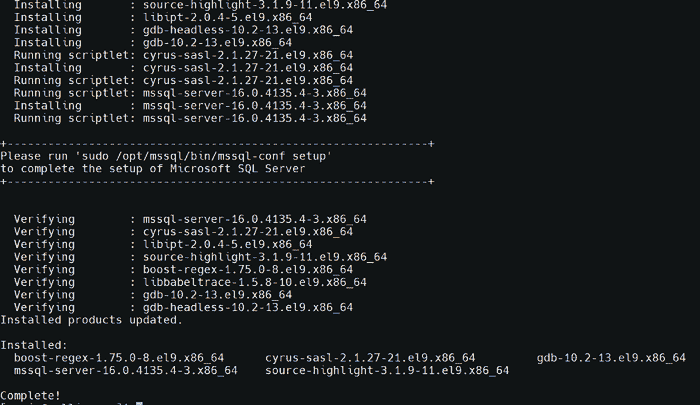 Installing : source-highlight-3.1.9-11.el9.x86_64
Installing : libipt-2.0.4-5.el9.x86_64
Installing : gdb-headless-10.2-13.el9.x86_64
Installing : gdb-10.2-13.el9.x86_64
Running scriptlet: cyrus-sasl-2.1.27-21.el9.x86_64
Installing : cyrus-sasl-2.1.27-21.el9.x86_64
Running scriptlet: cyrus-sasl-2.1.27-21.el9.x86_64
Running scriptlet: mssql-server-16.0.4135.4-3.x86_64
Installing : mssql-server-16.0.4135.4-3.x86_64
Running scriptlet: mssql-server-16.0.4135.4-3.x86_64
+--------------------------------------------------------------+
Please run 'sudo /opt/mssql/bin/mssql-conf setup'
to complete the setup of Microsoft SQL Server
+--------------------------------------------------------------+
Verifying : mssql-server-16.0.4135.4-3.x86_64
Verifying : cyrus-sasl-2.1.27-21.el9.x86_64
Verifying : libipt-2.0.4-5.el9.x86_64
Verifying : source-highlight-3.1.9-11.el9.x86_64
Verifying : boost-regex-1.75.0-8.el9.x86_64
Verifying : libbabeltrace-1.5.8-10.el9.x86_64
Verifying : gdb-10.2-13.el9.x86_64
Verifying : gdb-headless-10.2-13.el9.x86_64
Installed products updated.
Installed:
boost-regex-1.75.0-8.el9.x86_64 cyrus-sasl-2.1.27-21.el9.x86_64 gdb-10.2-13.el9.x86_64
mssql-server-16.0.4135.4-3.x86_64 source-highlight-3.1.9-11.el9.x86_64
Complete!